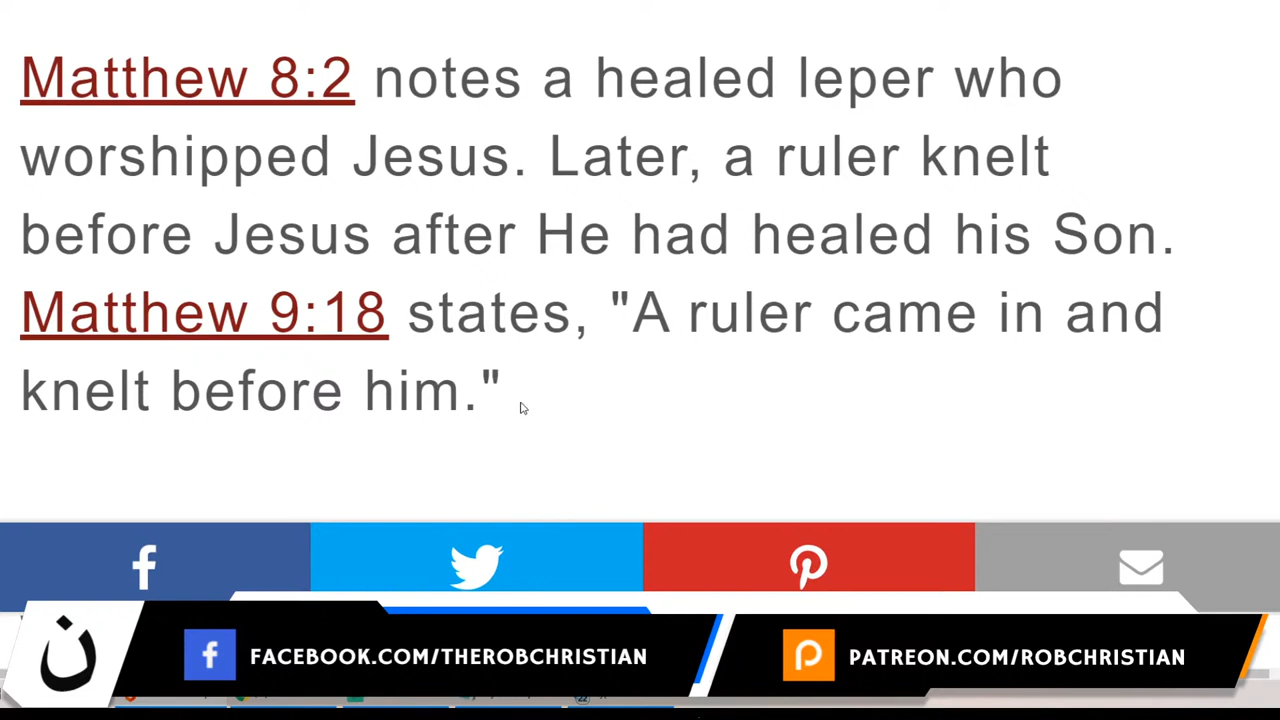 Matthew 8:2 notes a healed leper who
worshipped Jesus. Later, a ruler knelt
before Jesus after He had healed his Son.
Matthew 9:18 states, "A ruler came in and
knelt before him."
ن
FACEBOOK.COM/THEROBCHRISTIAN
PATREON.COM/ROBCHRISTIAN